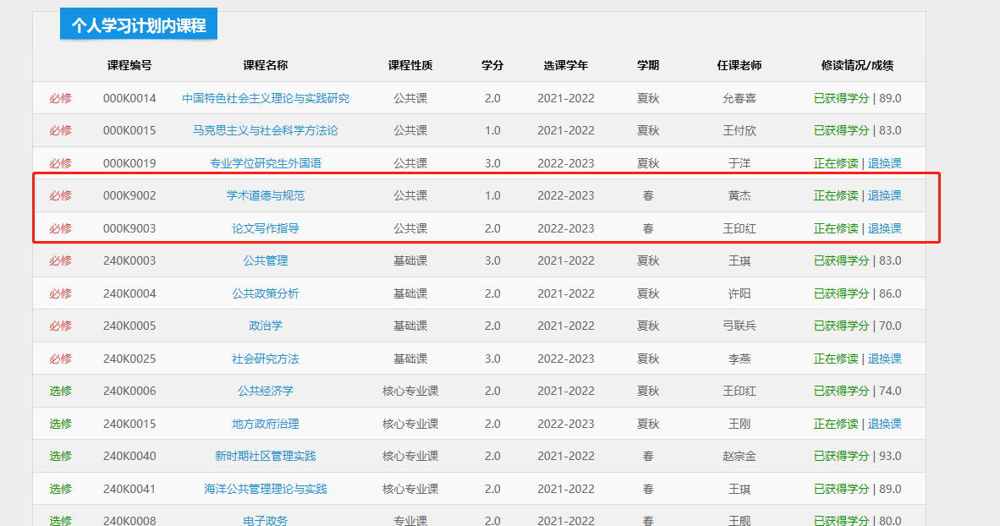 个人学习计划内课程
课程编号 课程名称 课程性质 学分 选课学年 学期 任课老师 修读情况/成绩
必修 000K0014 中国特色社会主义理论与实践研究 公共课 2.0 2021-2022 夏秋 允春喜 已获得学分 | 89.0
必修 000K0015 马克思主义与社会科学方法论 公共课 1.0 2021-2022 夏秋 王付欣 已获得学分 | 83.0
必修 000K0019 专业学位研究生外国语 公共课 3.0 2022-2023 夏秋 于洋 正在修读 | 退换课
必修 000K9002 学术道德与规范 公共课 1.0 2022-2023 春 黄杰 正在修读 | 退换课
必修 000K9003 论文写作指导 公共课 2.0 2022-2023 春 王印红 正在修读 | 退换课
必修 240K0003 公共管理 基础课 3.0 2021-2022 夏秋 王琪 已获得学分 | 83.0
必修 240K0004 公共政策分析 基础课 2.0 2021-2022 夏秋 许阳 已获得学分 | 86.0
必修 240K0005 政治学 基础课 2.0 2021-2022 夏秋 弓联兵 已获得学分 | 70.0
必修 240K0025 社会研究方法 基础课 3.0 2022-2023 夏秋 李燕 正在修读 | 退换课
选修 240K0006 公共经济学 核心专业课 2.0 2021-2022 夏秋 王印红 已获得学分 | 74.0
选修 240K0015 地方政府治理 核心专业课 2.0 2022-2023 夏秋 王刚 正在修读 | 退换课
选修 240K0040 新时期社区管理实践 核心专业课 2.0 2021-2022 春 赵宗金 已获得学分 | 93.0
选修 240K0041 海洋公共管理理论与实践 核心专业课 2.0 2021-2022 春 王琪 已获得学分 | 89.0
选修 240K0008 电子政务 专业课 2.0 2021-2022 春 王舰 已获得学分 | 80.0